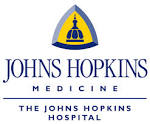 JOHNS HOPKINS
MEDICINE
THE JOHNS HOPKINS
HOSPITAL